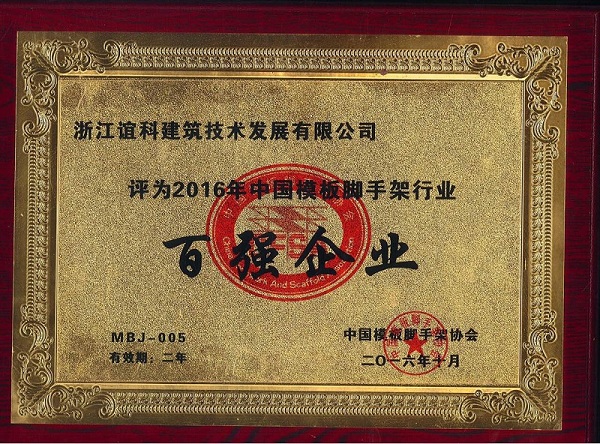 浙江谊科建筑技术发展有限公司
评为2016年中国模板脚手架行业
百强企业
MBJ-005
有效期：二年
中国模板脚手架协会
二〇一六年十月